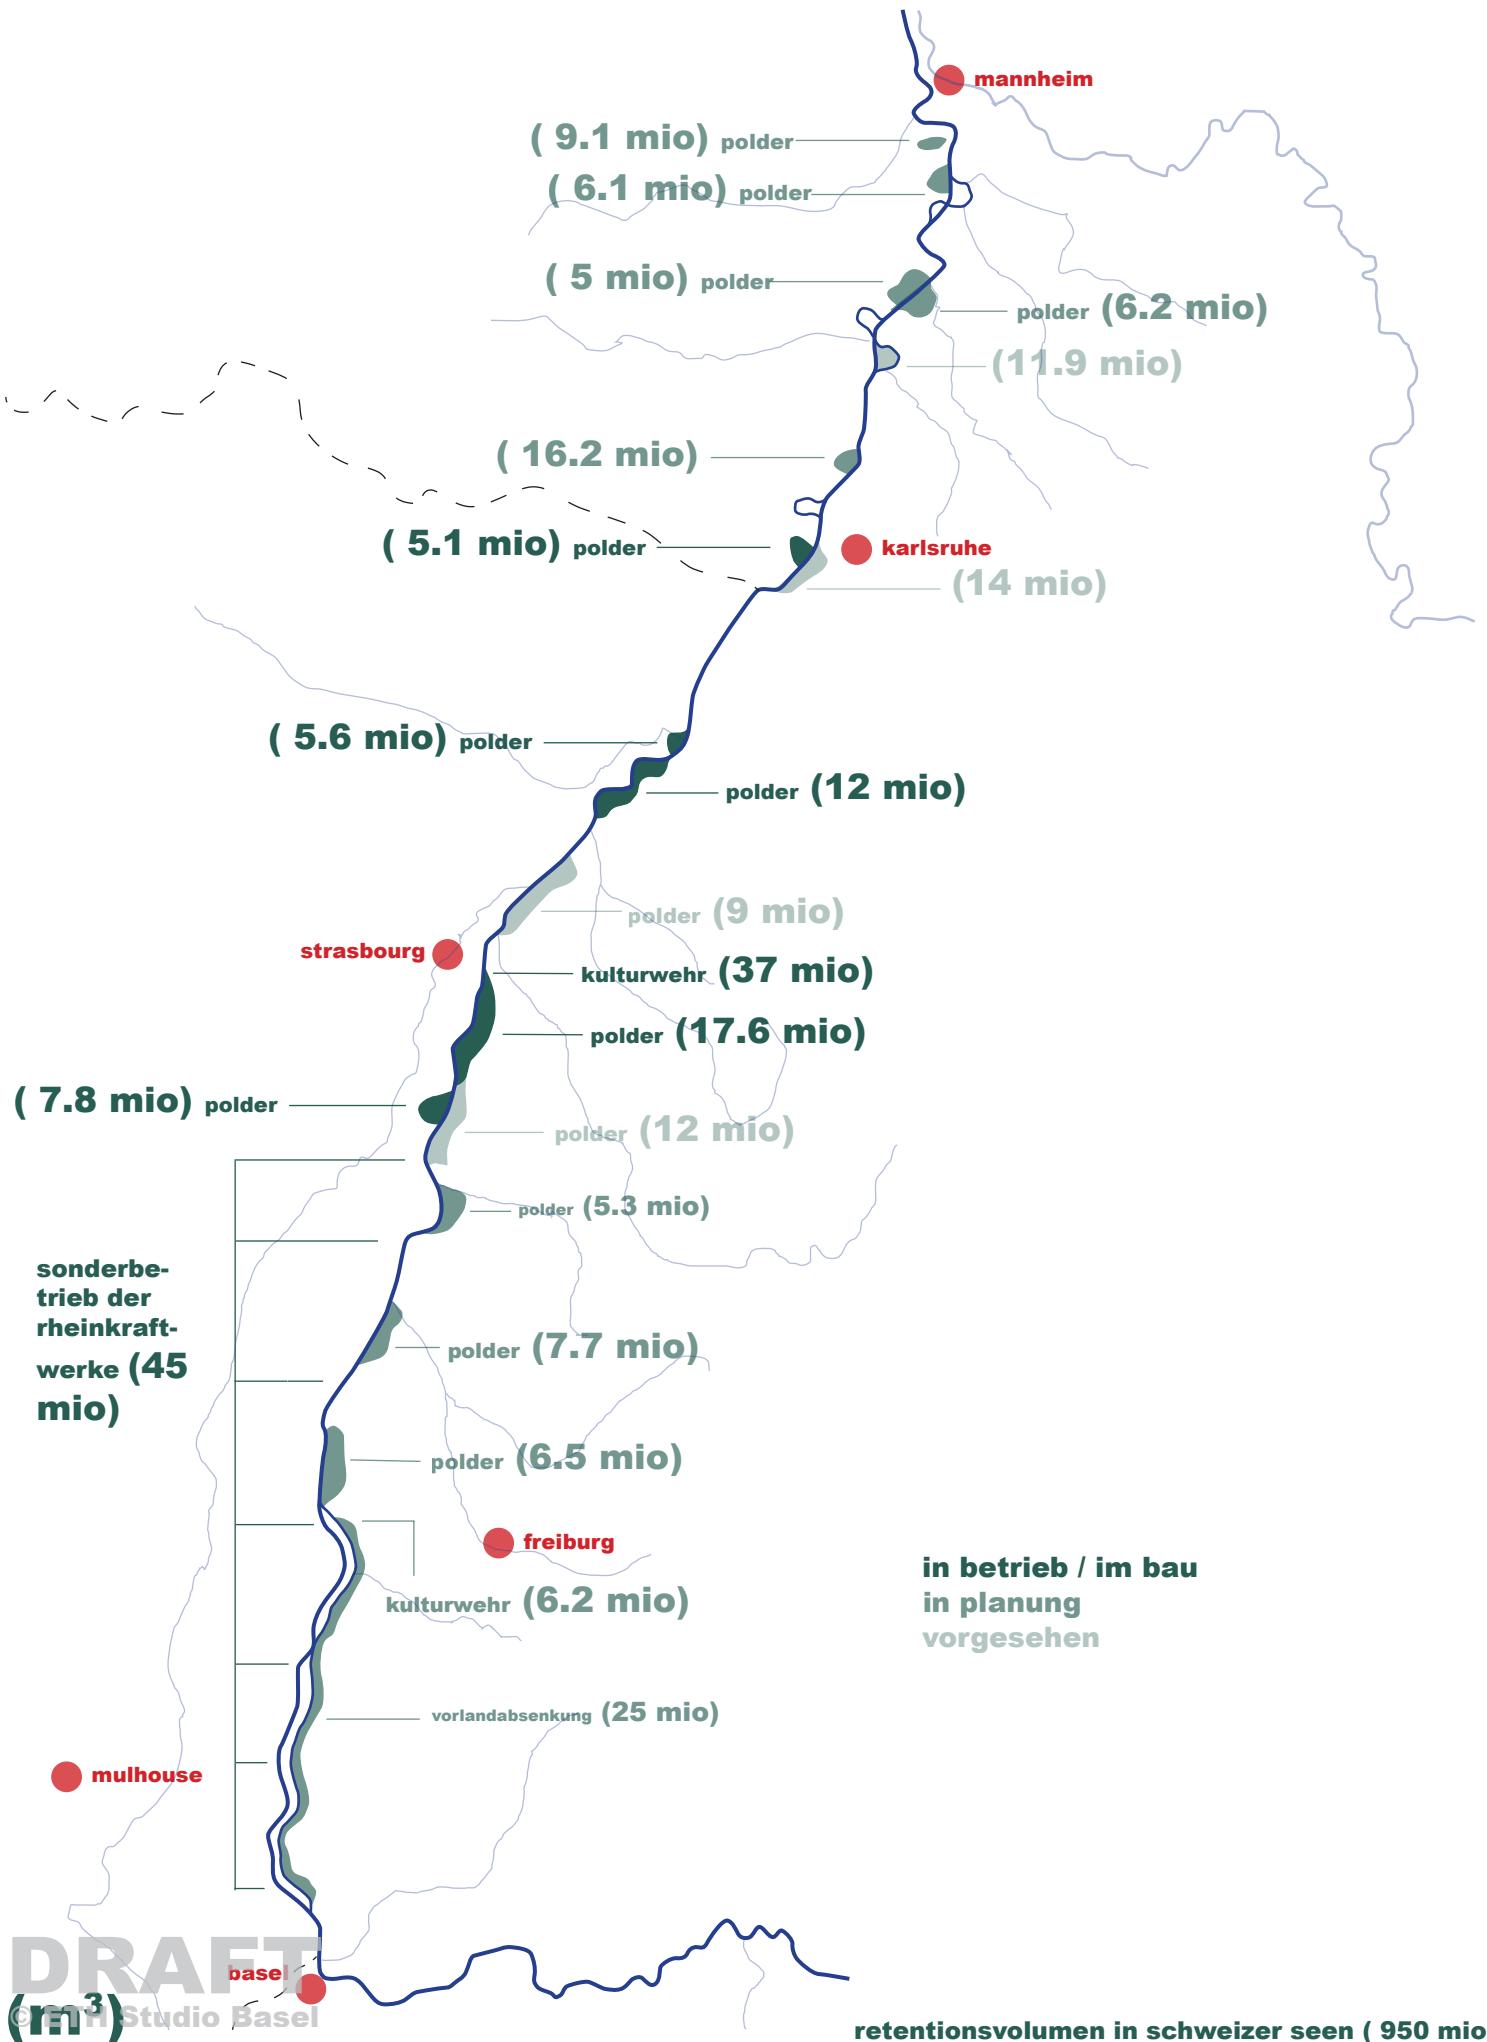 mannheim
( 9.1 mio) polder
( 6.1 mio) polder
( 5 mio) polder
polder (6.2 mio)
(11.9 mio)
( 16.2 mio)
( 5.1 mio) polder
karlsruhe
(14 mio)
( 5.6 mio) polder
polder (12 mio)
polder (9 mio)
strasbourg
kulturwehr (37 mio)
polder (17.6 mio)
( 7.8 mio) polder
polder (12 mio)
polder (5.3 mio)
sonderbe-
trieb der
rheinkraft-
werke (45
mio)
polder (7.7 mio)
polder (6.5 mio)
freiburg
kulturwehr (6.2 mio)
in betrieb / im bau
in planung
vorgesehen
vorlandabsenkung (25 mio)
mulhouse
DRAFT
basel
(m³)
© ETH Studio Basel
retentionsvolumen in schweizer seen ( 950 mio